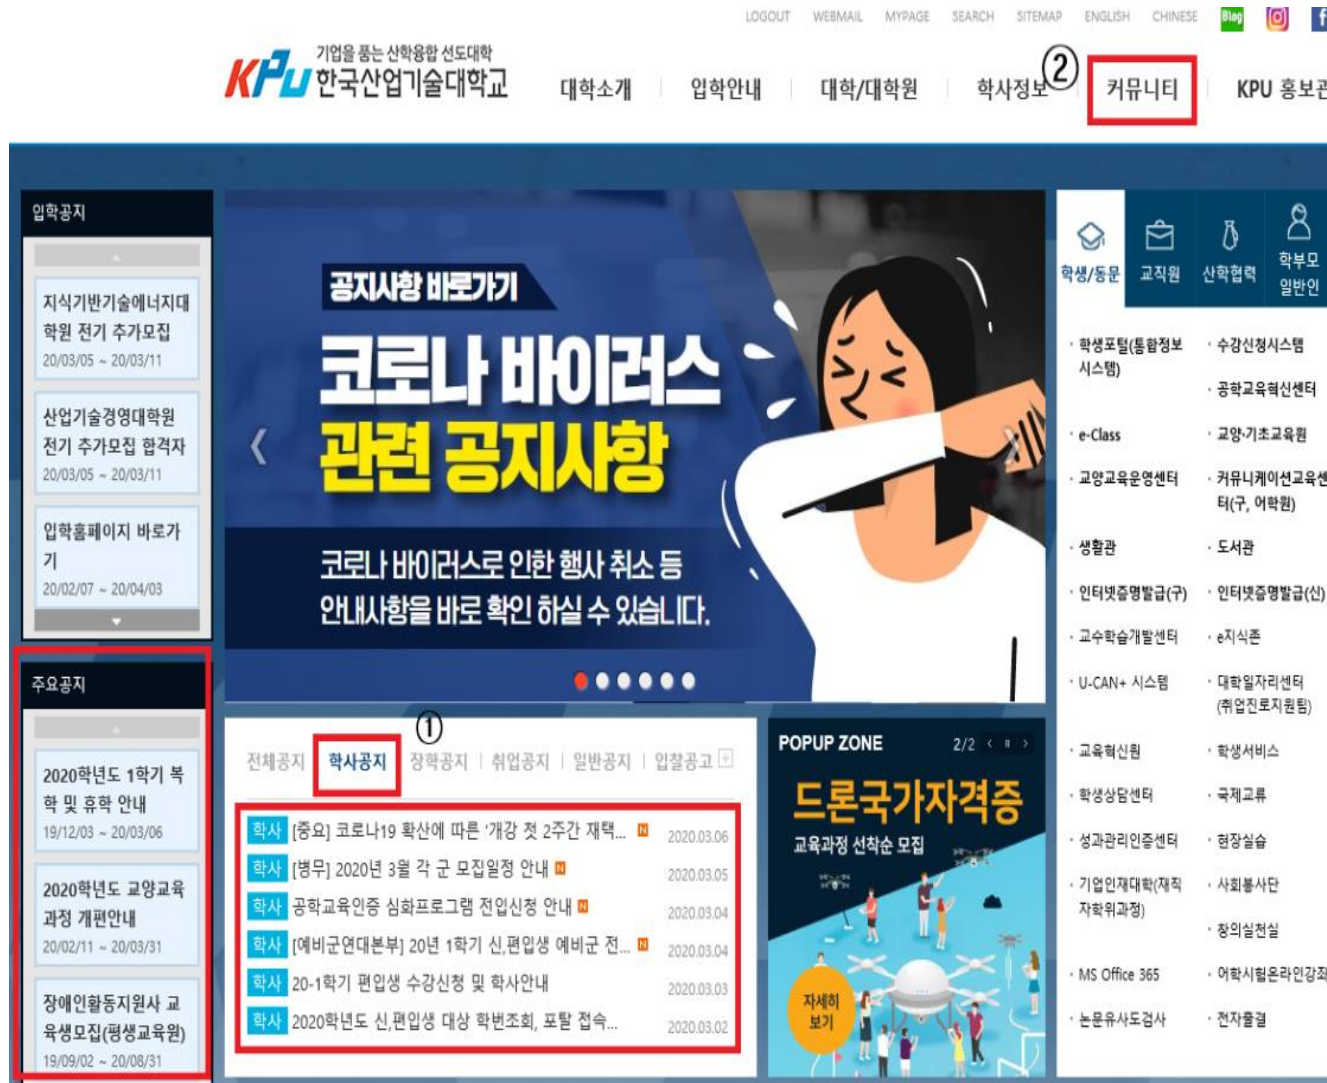 LOGOUT WEBMAIL MYPAGE SEARCH SITEMAP ENGLISH CHINESE Blog
기업을 품는 산학융합 선도대학
KPU 한국산업기술대학교
대학소개 입학안내 대학/대학원 학사정보 ② 커뮤니티 KPU 홍보관
입학공지
지식기반기술에너지대
학원 전기 추가모집
20/03/05 ~ 20/03/11
산업기술경영대학원
전기 추가모집 합격자
20/03/05 ~ 20/03/11
입학홈페이지 바로가
기
20/02/07 ~ 20/04/03
주요공지
2020학년도 1학기 복
학 및 휴학 안내
19/12/03 ~ 20/03/06
2020학년도 교양교육
과정 개편안내
20/02/11 ~ 20/03/31
장애인활동지원사 교
육생모집(평생교육원)
19/09/02 ~ 20/08/31
공지사항 바로가기
코로나 바이러스
관련 공지사항
코로나 바이러스로 인한 행사 취소 등
안내사항을 바로 확인 하실 수 있습니다.
①
전체공지 학사공지 장학공지 취업공지 일반공지 입찰공고
학사 [중요] 코로나19 확산에 따른 '개강 첫 2주간 재택... N 2020.03.06
학사 [병무] 2020년 3월 각 군 모집일정 안내 N 2020.03.05
학사 공학교육인증 심화프로그램 전입신청 안내 N 2020.03.04
학사 [예비군연대본부] 20년 1학기 신,편입생 예비군 전... N 2020.03.04
학사 20-1학기 편입생 수강신청 및 학사안내 2020.03.03
학사 2020학년도 신,편입생 대상 학번조회, 포탈 접속... 2020.03.02
POPUP ZONE 2/2
드론국가자격증
교육과정 선착순 모집
자세히
보기
학생/동문 교직원 산학협력 학부모
일반인
학생포털(통합정보
시스템)
수강신청시스템
공학교육혁신센터
e-Class
교양·기초교육원
교양교육운영센터
커뮤니케이션교육센
터(구, 어학원)
생활관
도서관
인터넷증명발급(구)
인터넷증명발급(신)
교수학습개발센터
e지식존
U-CAN+ 시스템
대학일자리센터
(취업진로지원팀)
교육혁신원
학생서비스
학생상담센터
국제교류
성과관리인증센터
현장실습
기업인재대학(재직
자학위과정)
사회봉사단
창의실천실
MS Office 365
어학시험온라인강좌
논문유사도검사
전자출결